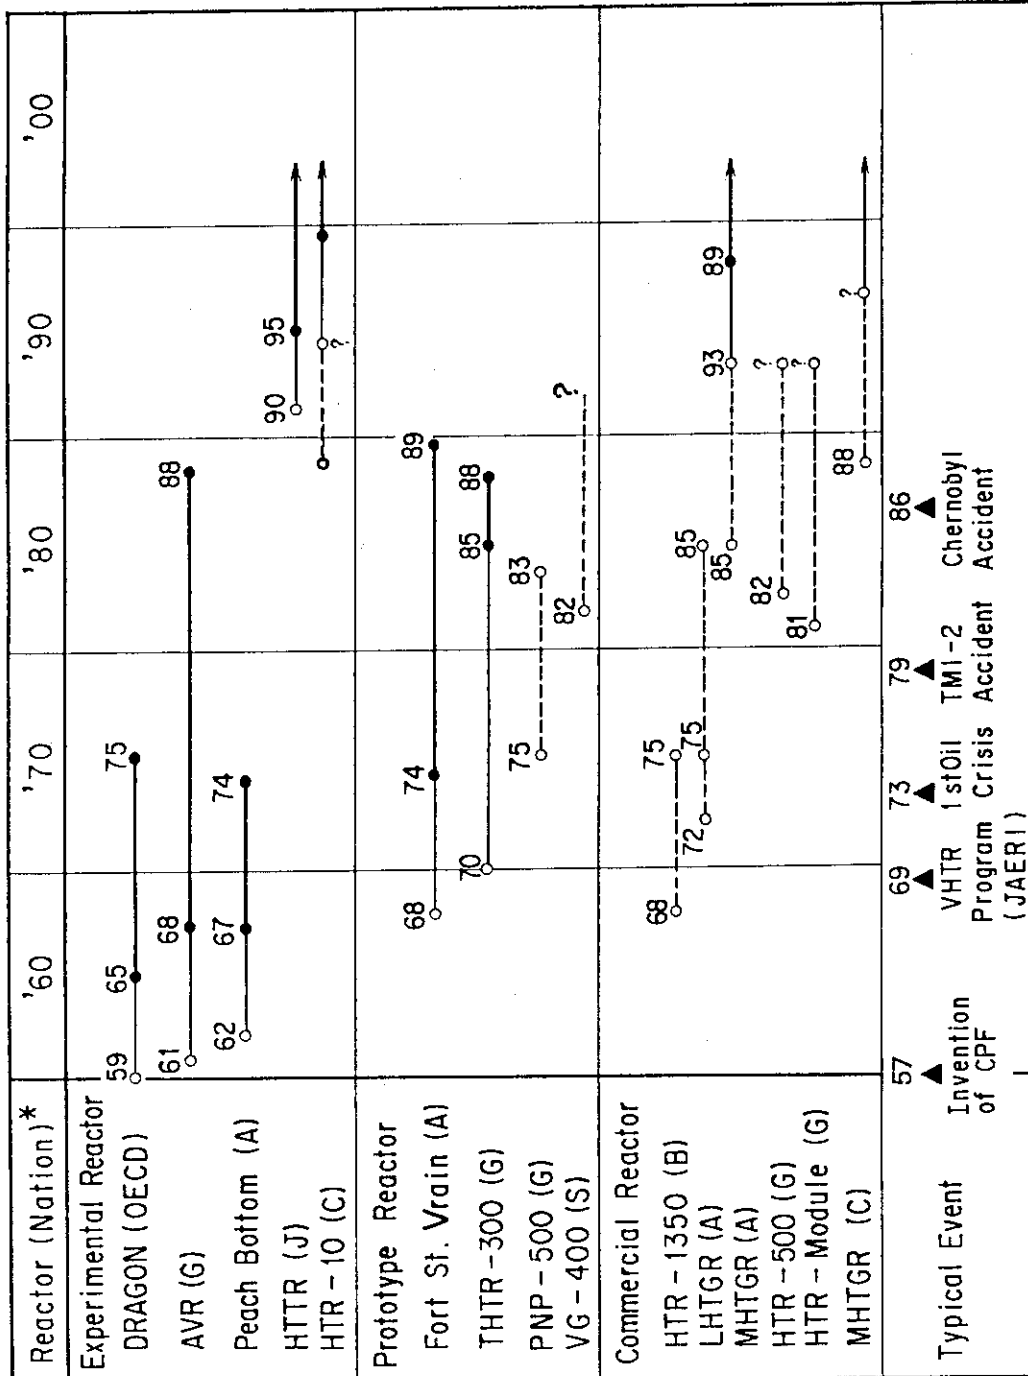 Reactor (Nation)* '60 '70 '80 '90 '00
Experimental Reactor
DRAGON (OECD) 59 65 75
AVR (G) 61 68 88
Peach Bottom (A) 62 67 74
HTTR (J) 90 95
HTR-10 (C) ?
Prototype Reactor
Fort St. Vrain (A) 68 74 89
THTR-300 (G) 70 85 88
PNP-500 (G) 75 83
VG-400 (S) 82 ?
Commercial Reactor
HTR-1350 (B) 68 75
LHTGR (A) 72 75 85
MHTGR (A) 85 93 89
HTR-500 (G) 82 ?
HTR-Module (G) 81 ?
MHTGR (C) 88 ?
57 69 73 79 86
Typical Event Invention VHTR 1stOil TMI-2 Chernobyl
of CPF Program Crisis Accident Accident
(JAERI)